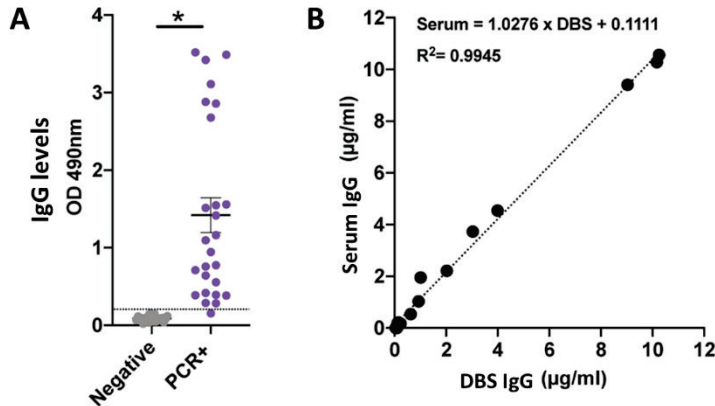 A
*
IgG levels
OD 490nm
4
3
2
1
0
Negative
PCR+
B
Serum = 1.0276 x DBS + 0.1111
R²= 0.9945
Serum IgG (µg/ml)
12
10
8
6
4
2
0
0 2 4 6 8 10 12
DBS IgG (µg/ml)